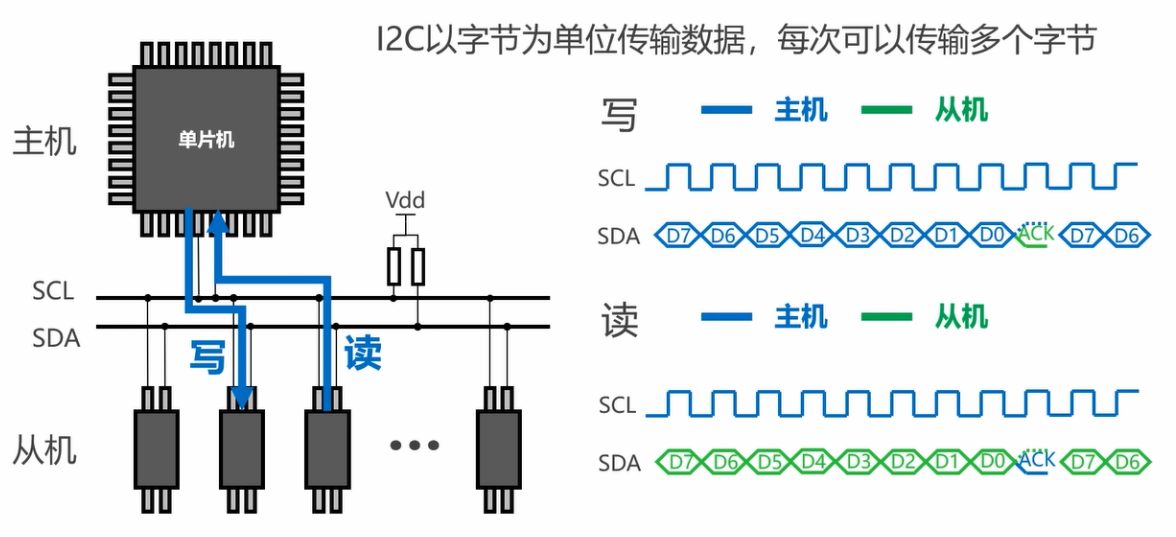 I2C以字节为单位传输数据，每次可以传输多个字节
主机
单片机
Vdd
SCL
SDA
写
读
从机
写 主机 从机
SCL
SDA D7 D6 D5 D4 D3 D2 D1 D0 ACK D7 D6
读 主机 从机
SCL
SDA D7 D6 D5 D4 D3 D2 D1 D0 ACK D7 D6